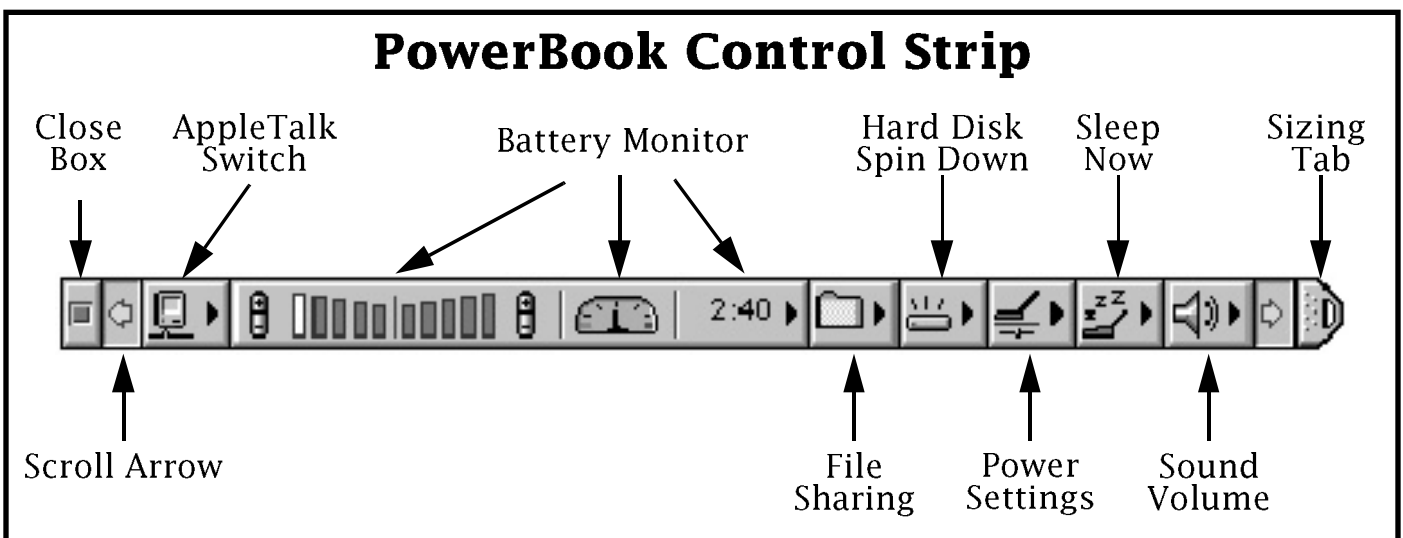 PowerBook Control Strip
Close
Box
AppleTalk
Switch
Battery Monitor
Hard Disk
Spin Down
Sleep
Now
Sizing
Tab
2:40
zzZ
Scroll Arrow
File
Sharing
Power
Settings
Sound
Volume